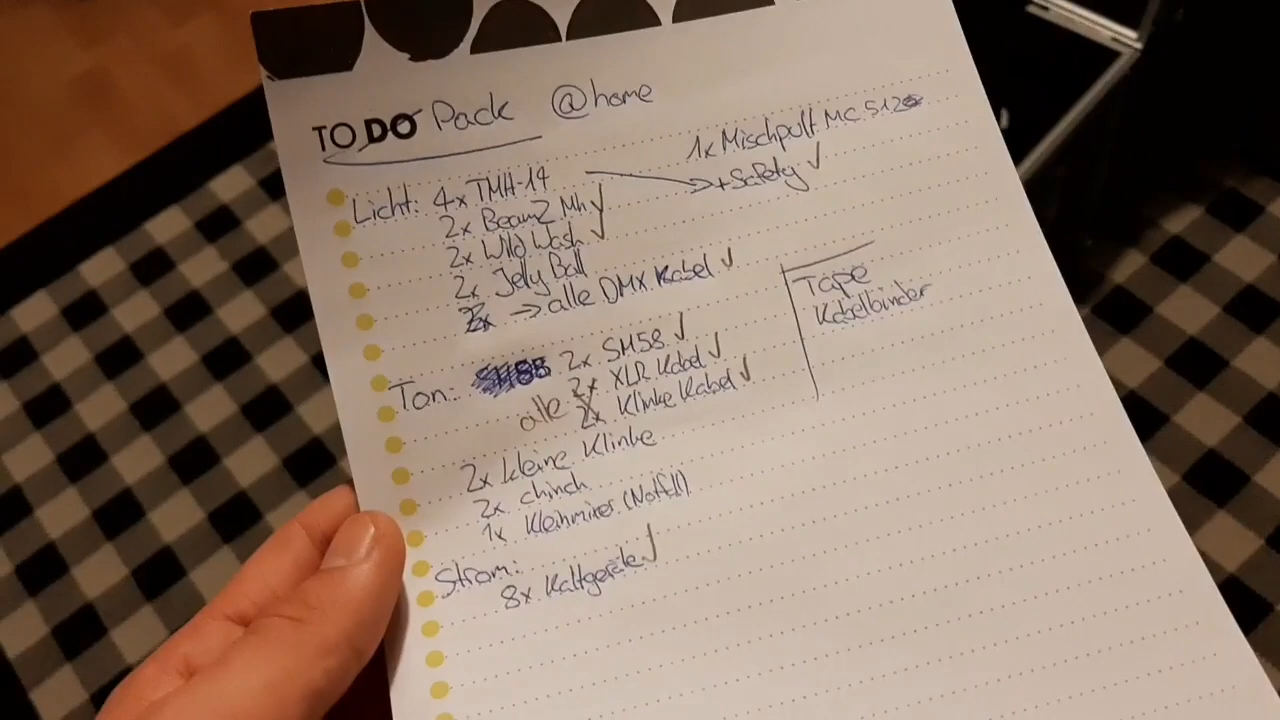 TO DO Pack @home
1x Mischpult MC 512
+Safety ✓
Licht: 4x TMH-14
2x Beam2 Mh ✓
2x Wild Wash ✓
2x Jelly Ball
→ alle DMX Kabel ✓
Tape
Kabelbinder
Ton: 2x SM58 ✓
alle 2x XLR Kabel ✓
2x Klinke Kabel ✓
2x kleine Klinke
2x chinch
1x Kleinmixer (Notfall)
Strom:
8x Kaltgeräte ✓